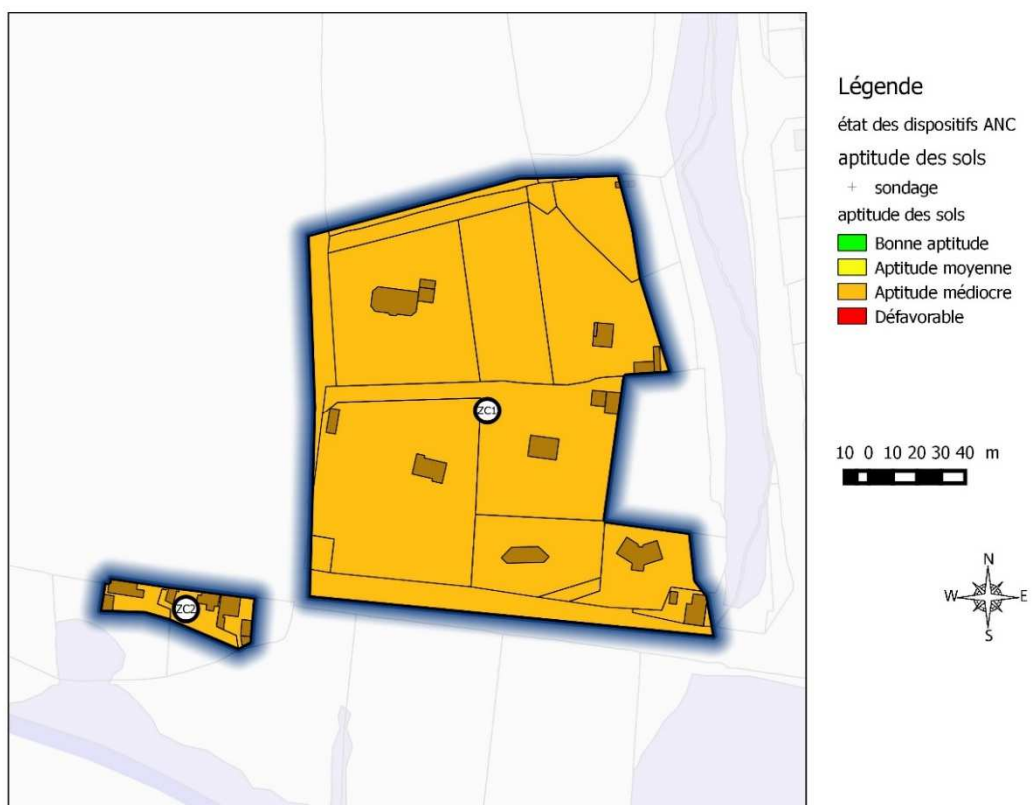 Légende
état des dispositifs ANC
aptitude des sols
sondage
aptitude des sols
Bonne aptitude
Aptitude moyenne
Aptitude médiocre
Défavorable
ZC1
10 0 10 20 30 40 m
ZC2
N
W E
S